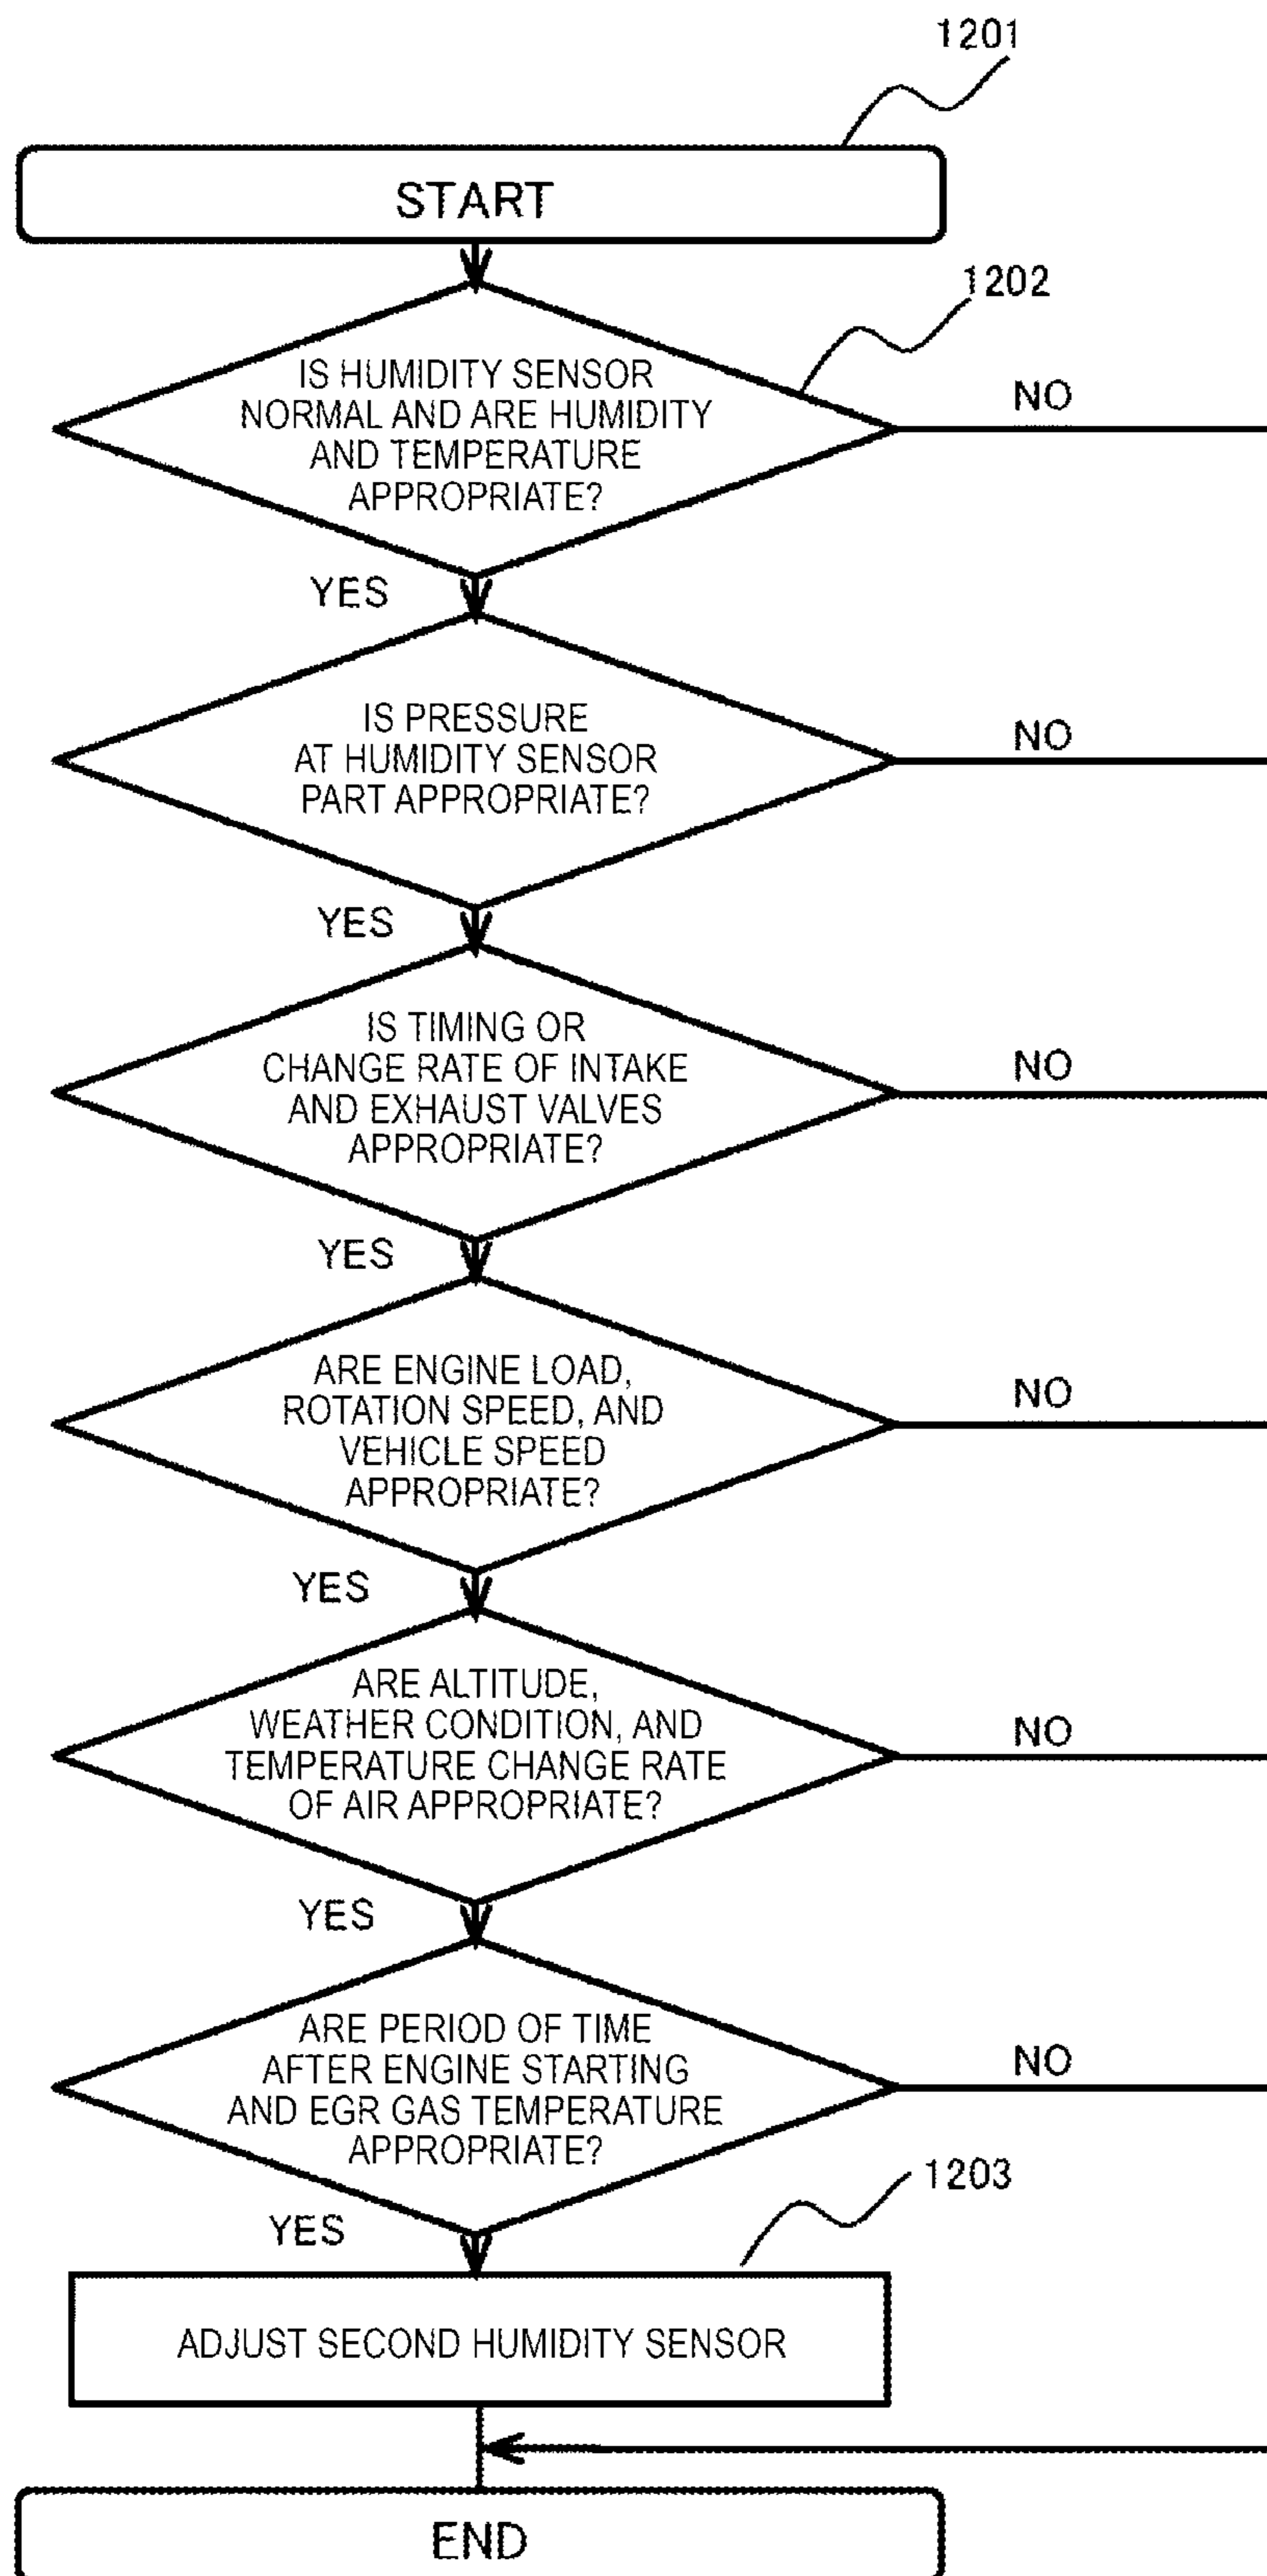 1201
START
1202
IS HUMIDITY SENSOR
NORMAL AND ARE HUMIDITY
AND TEMPERATURE
APPROPRIATE?
NO
YES
IS PRESSURE
AT HUMIDITY SENSOR
PART APPROPRIATE?
NO
YES
IS TIMING OR
CHANGE RATE OF INTAKE
AND EXHAUST VALVES
APPROPRIATE?
NO
YES
ARE ENGINE LOAD,
ROTATION SPEED, AND
VEHICLE SPEED
APPROPRIATE?
NO
YES
ARE ALTITUDE,
WEATHER CONDITION, AND
TEMPERATURE CHANGE RATE
OF AIR APPROPRIATE?
NO
YES
ARE PERIOD OF TIME
AFTER ENGINE STARTING
AND EGR GAS TEMPERATURE
APPROPRIATE?
NO
YES
1203
ADJUST SECOND HUMIDITY SENSOR
END